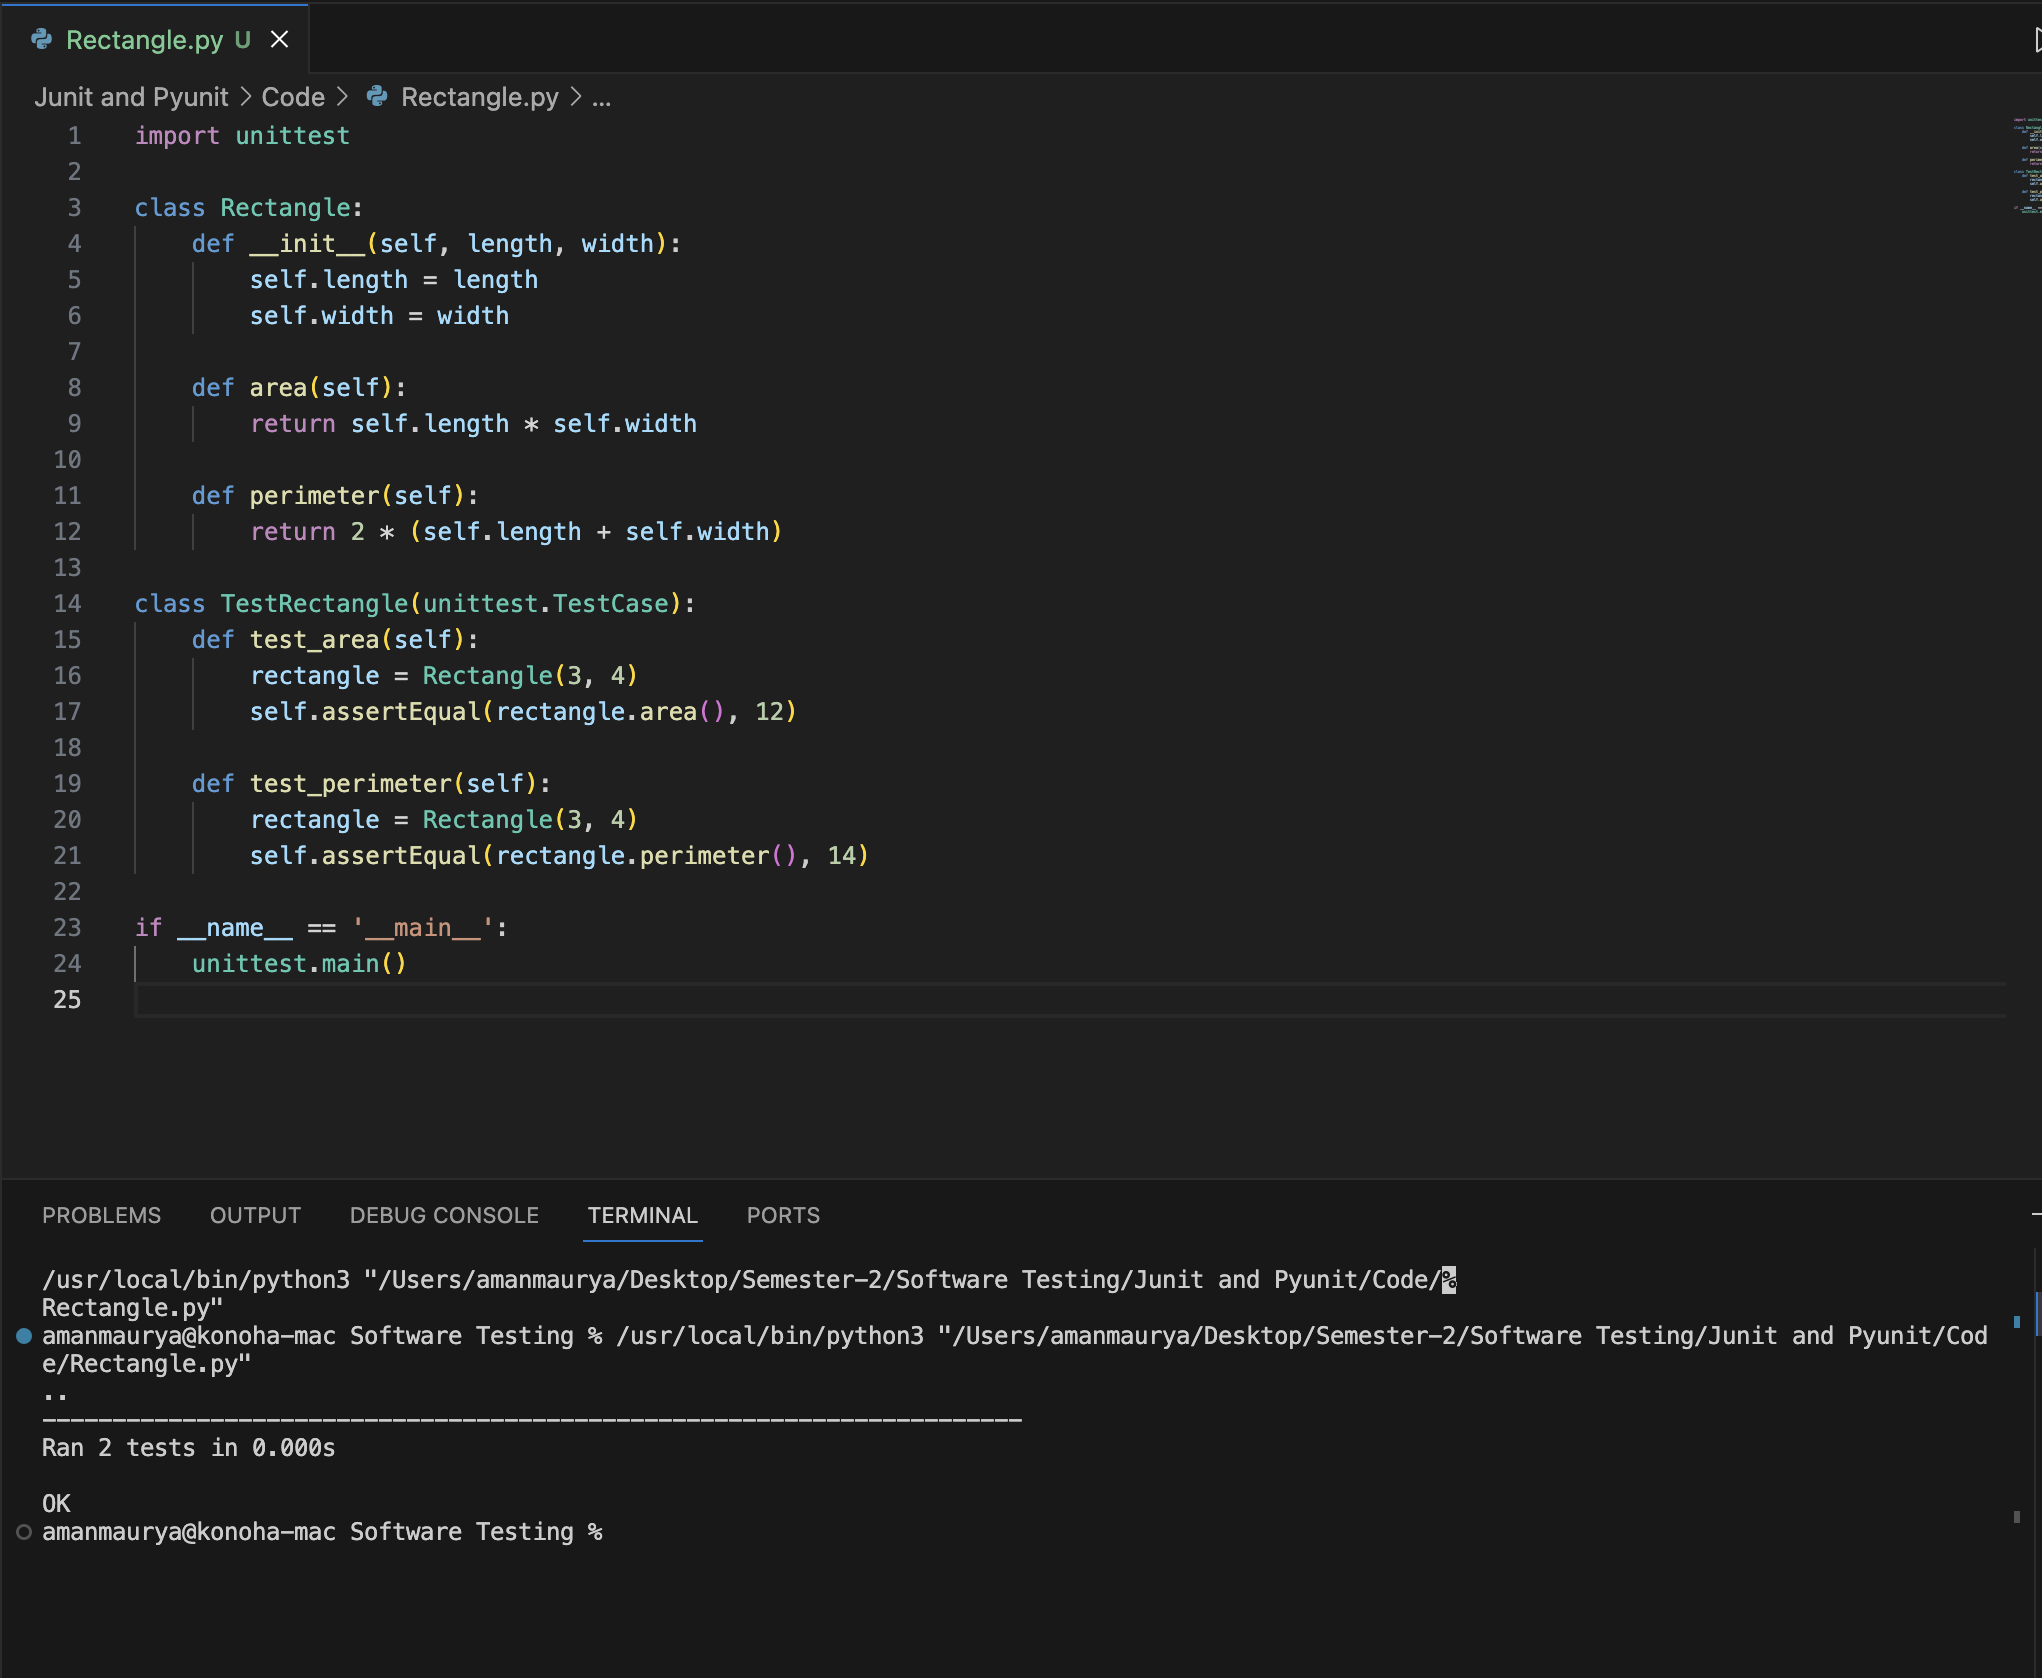 Rectangle.py U
Junit and Pyunit > Code > Rectangle.py > ...
1 import unittest
2
3 class Rectangle:
4     def __init__(self, length, width):
5         self.length = length
6         self.width = width
7
8     def area(self):
9         return self.length * self.width
10
11     def perimeter(self):
12         return 2 * (self.length + self.width)
13
14 class TestRectangle(unittest.TestCase):
15     def test_area(self):
16         rectangle = Rectangle(3, 4)
17         self.assertEqual(rectangle.area(), 12)
18
19     def test_perimeter(self):
20         rectangle = Rectangle(3, 4)
21         self.assertEqual(rectangle.perimeter(), 14)
22
23 if __name__ == '__main__':
24     unittest.main()
25
PROBLEMS OUTPUT DEBUG CONSOLE TERMINAL PORTS
/usr/local/bin/python3 "/Users/amanmaurya/Desktop/Semester-2/Software Testing/Junit and Pyunit/Code/%
Rectangle.py"
amanmaurya@konoha-mac Software Testing % /usr/local/bin/python3 "/Users/amanmaurya/Desktop/Semester-2/Software Testing/Junit and Pyunit/Cod
e/Rectangle.py"
..
----------------------------------------------------------------------
Ran 2 tests in 0.000s
OK
amanmaurya@konoha-mac Software Testing %